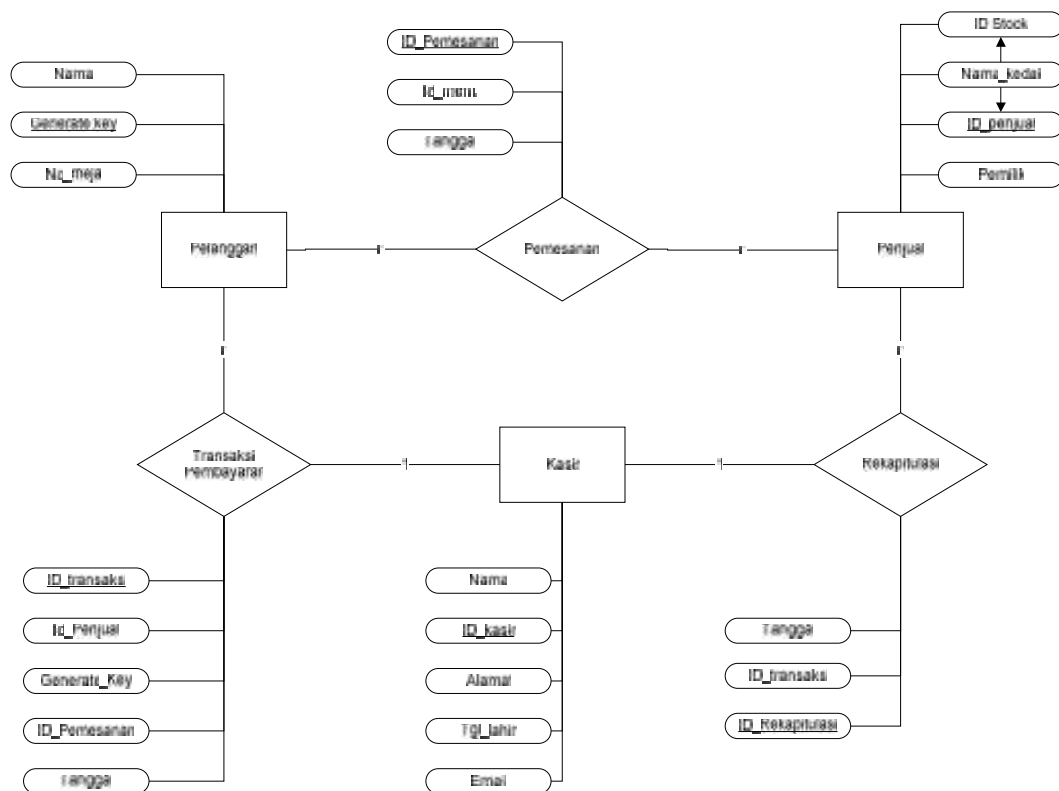 Nama
Generate key
No_meja
ID_Pemesanan
Id_menu
Tangga
ID Stock
Nama_kedai
ID_penjual
Pemilik
Pelanggan
Pemesanan
Penjual
Transaksi
Pembayaran
Kasir
Rekapitulasi
ID_transaksi
Id_Penjual
Generate_Key
ID_Pemesanan
Tangga
Nama
ID_kasir
Alamat
Tgl_lahir
Email
Tangga
ID_transaksi
ID_Rekapitulasi